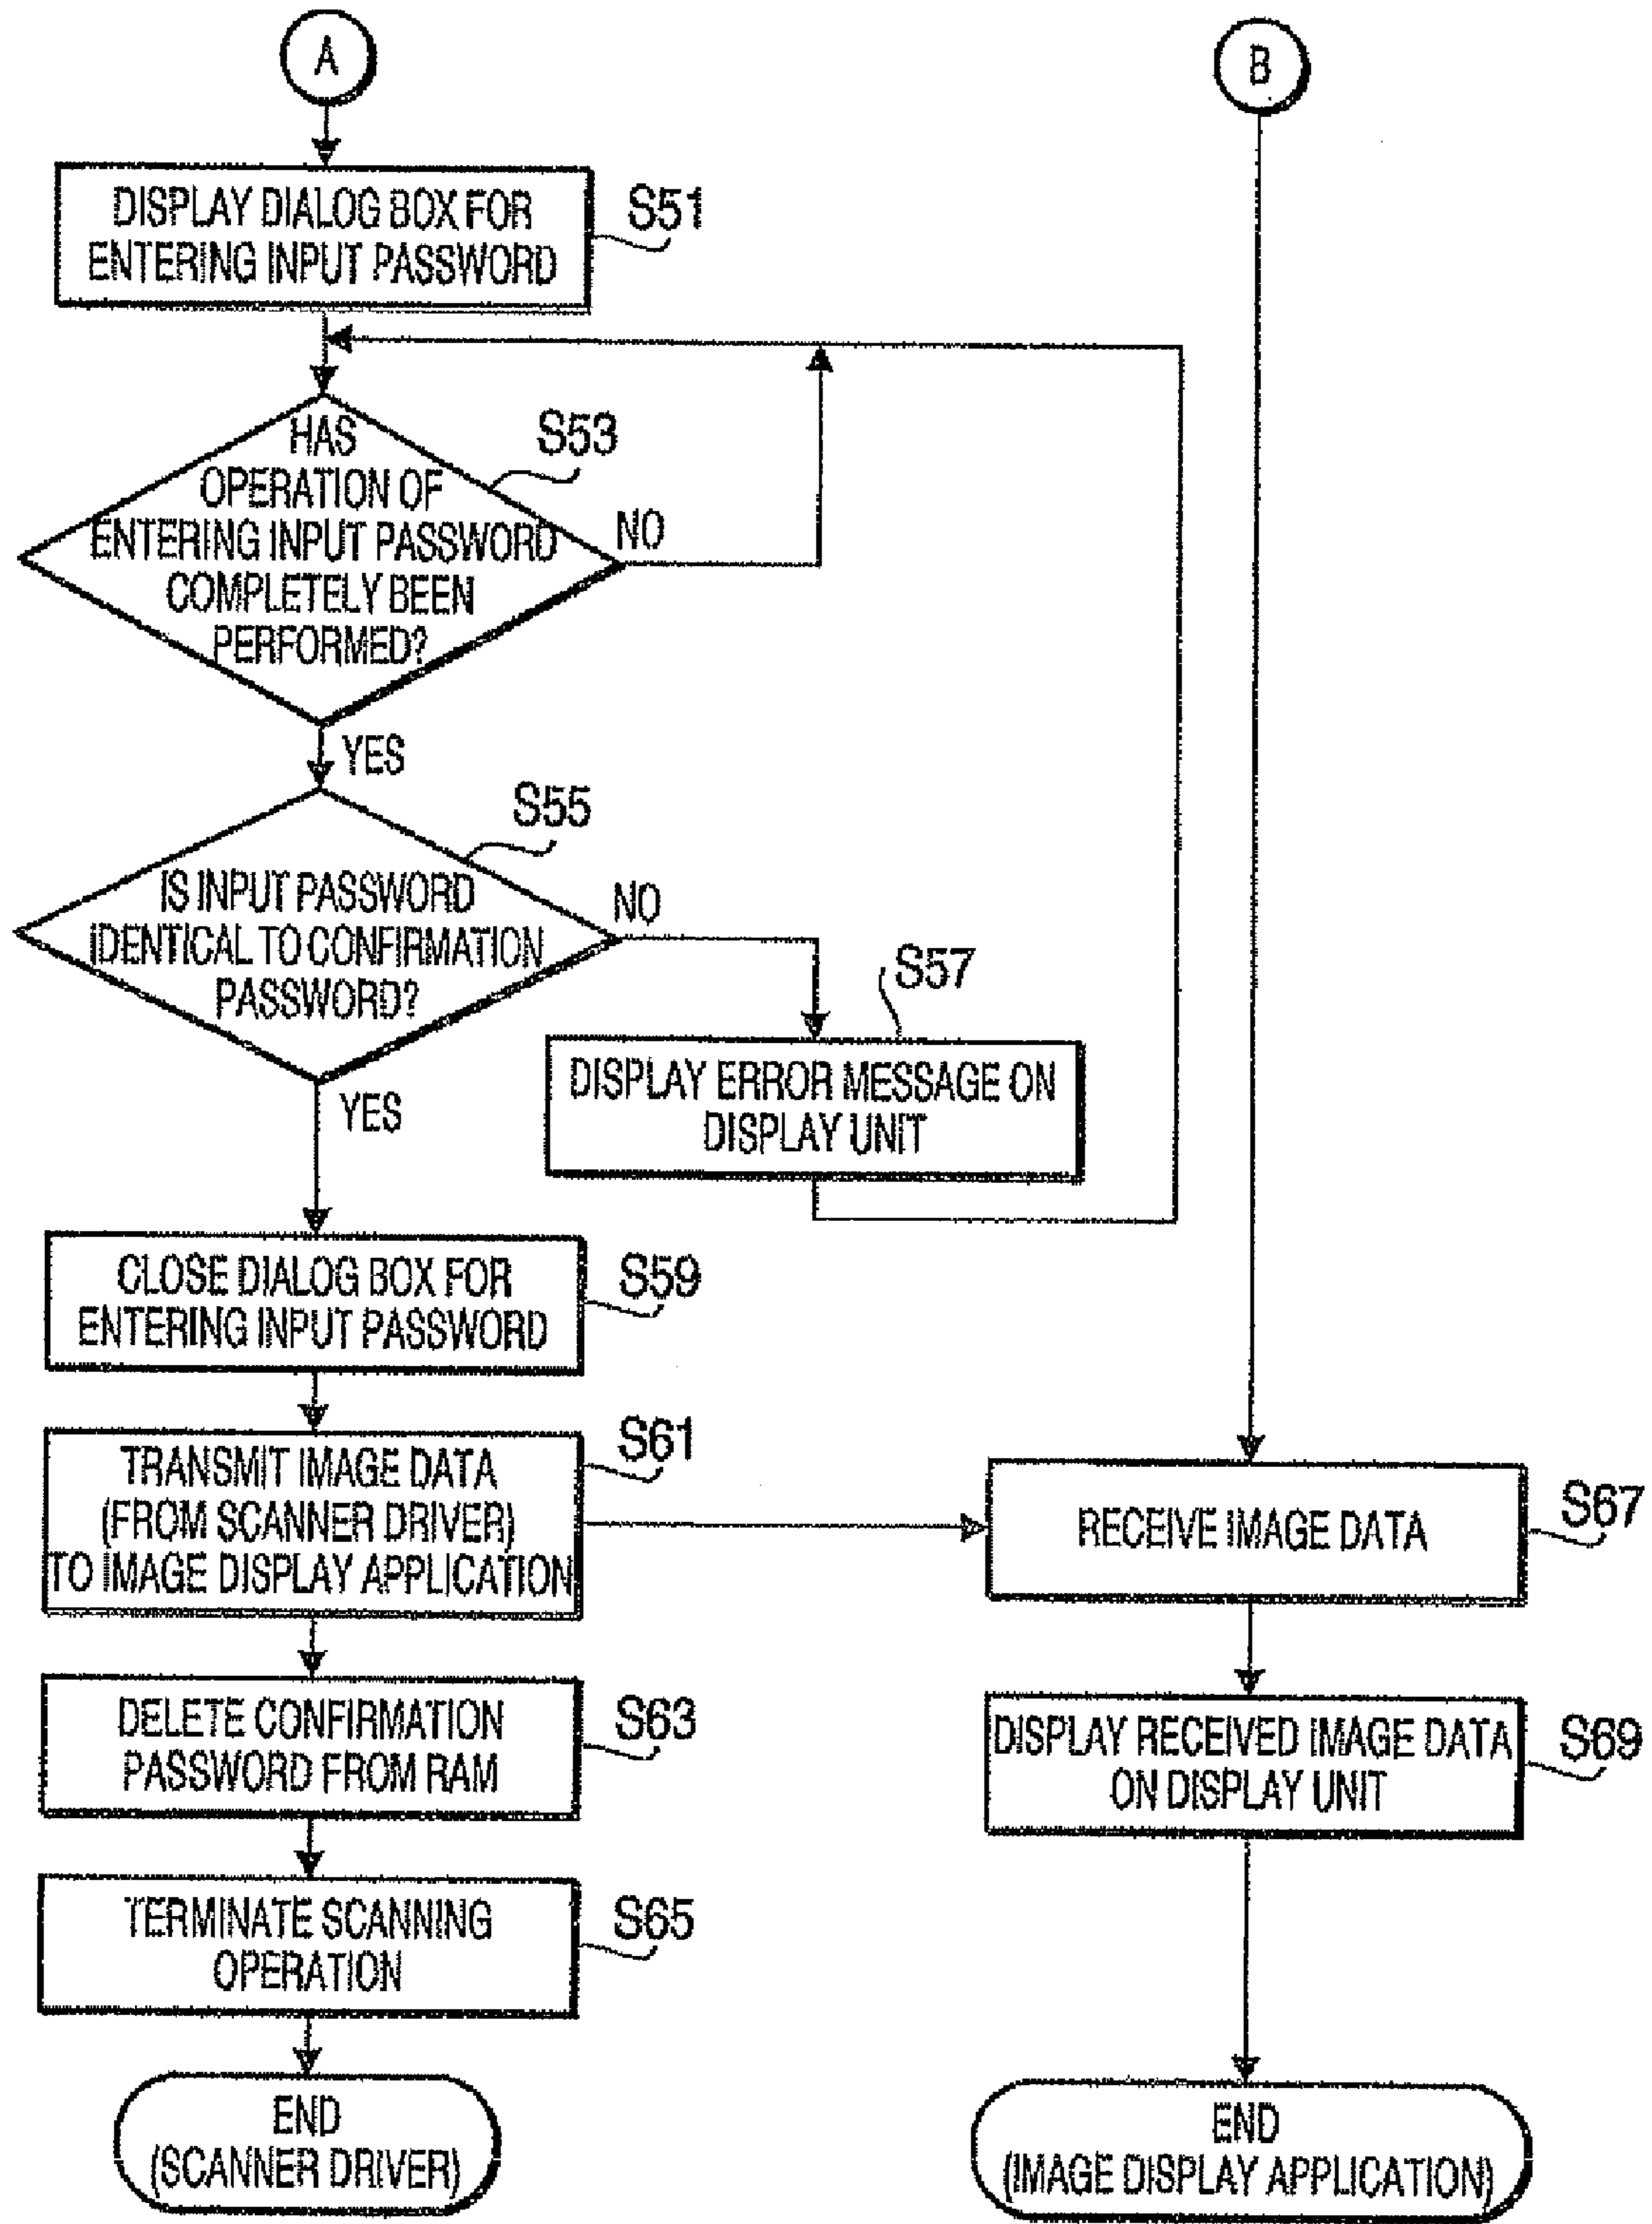 A
B
DISPLAY DIALOG BOX FOR
ENTERING INPUT PASSWORD
S51
HAS
OPERATION OF
ENTERING INPUT PASSWORD
COMPLETELY BEEN
PERFORMED?
S53
NO
YES
IS INPUT PASSWORD
IDENTICAL TO CONFIRMATION
PASSWORD?
S55
NO
YES
S57
DISPLAY ERROR MESSAGE ON
DISPLAY UNIT
CLOSE DIALOG BOX FOR
ENTERING INPUT PASSWORD
S59
TRANSMIT IMAGE DATA
(FROM SCANNER DRIVER)
TO IMAGE DISPLAY APPLICATION
S61
RECEIVE IMAGE DATA
S67
DELETE CONFIRMATION
PASSWORD FROM RAM
S63
DISPLAY RECEIVED IMAGE DATA
ON DISPLAY UNIT
S69
TERMINATE SCANNING
OPERATION
S65
END
(SCANNER DRIVER)
END
(IMAGE DISPLAY APPLICATION)